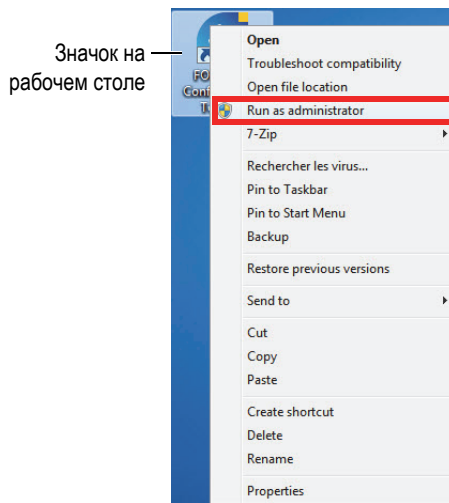 Значок на
рабочем столе
FO
Conf
T
Open
Troubleshoot compatibility
Open file location
Run as administrator
7-Zip
Rechercher les virus...
Pin to Taskbar
Pin to Start Menu
Backup
Restore previous versions
Send to
Cut
Copy
Paste
Create shortcut
Delete
Rename
Properties